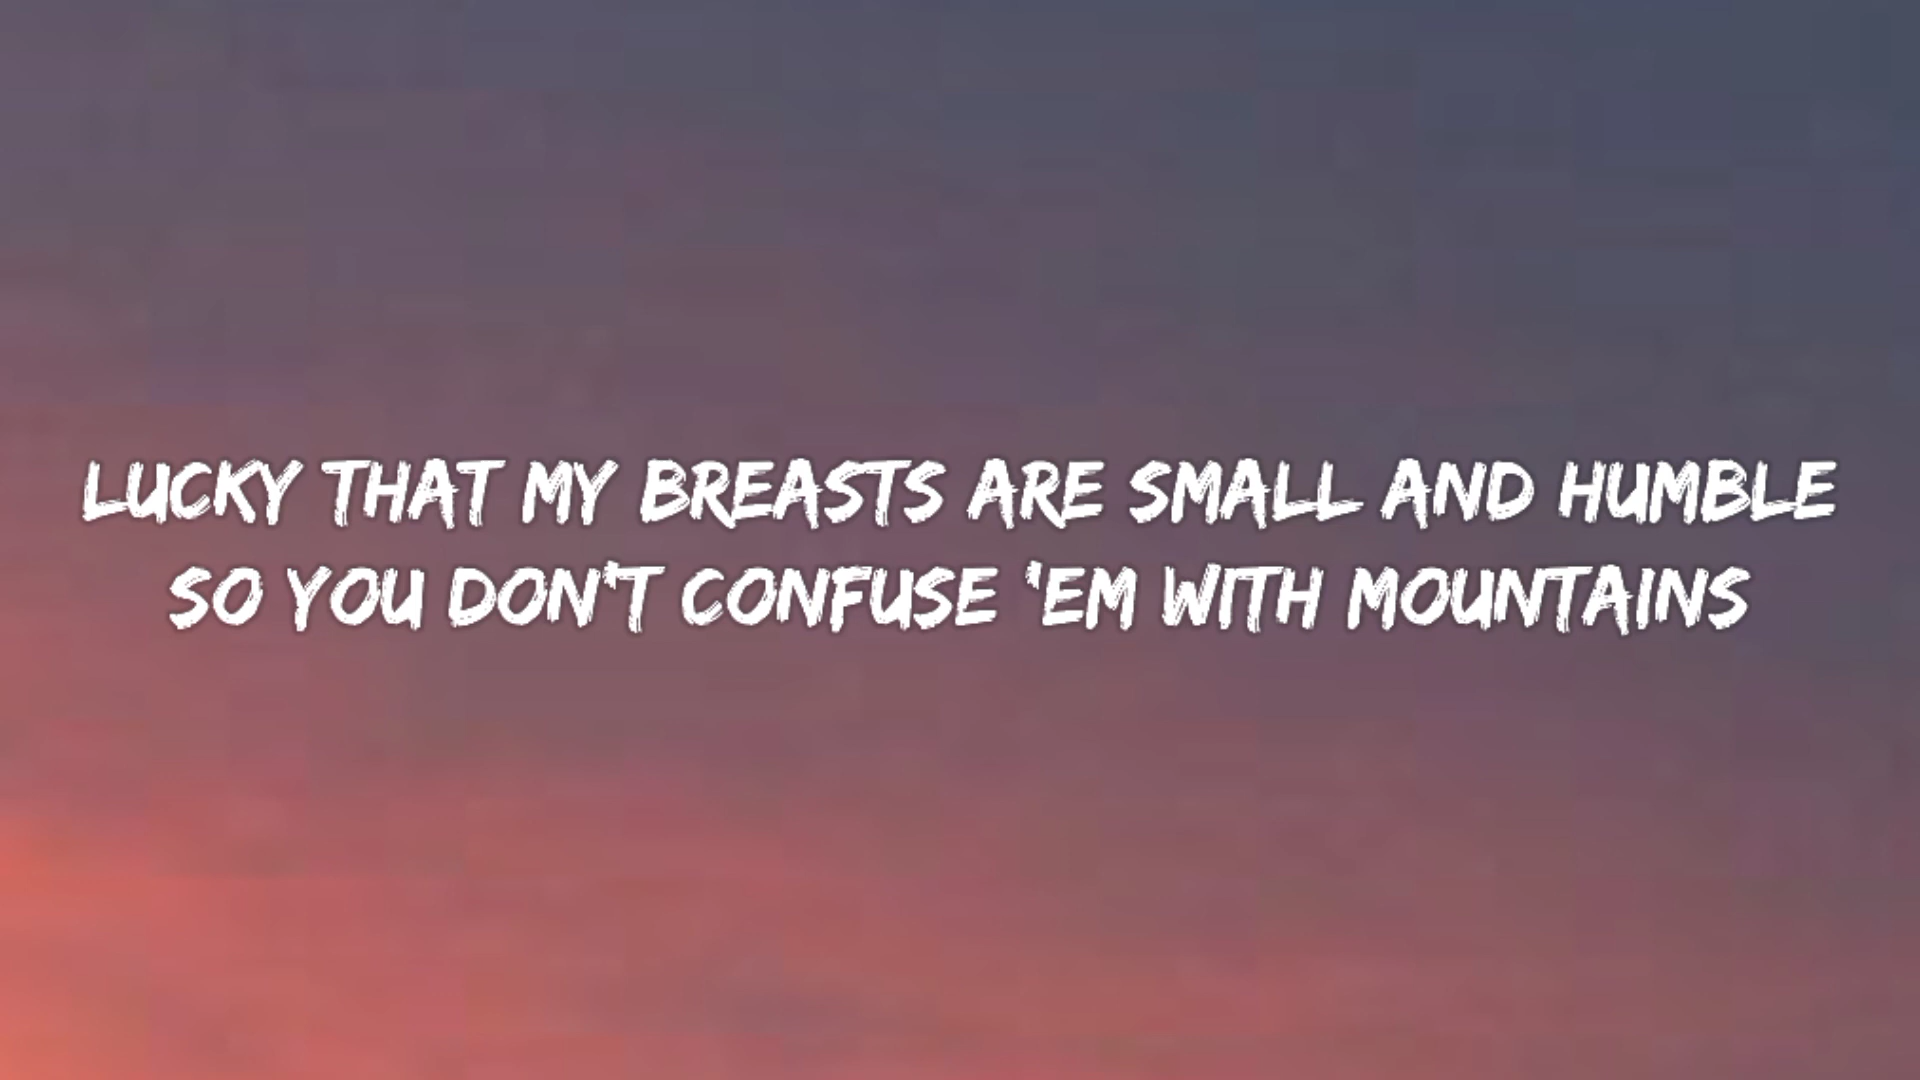 LUCKY THAT MY BREASTS ARE SMALL AND HUMBLE
SO YOU DON'T CONFUSE 'EM WITH MOUNTAINS